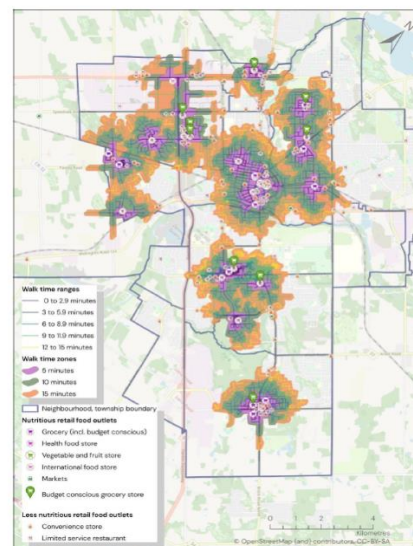 Walk time ranges
0 to 2.9 minutes
3 to 5.9 minutes
6 to 8.9 minutes
9 to 11.9 minutes
12 to 15 minutes
Walk time zones
6 minutes
10 minutes
15 minutes
Neighbourhood, township boundary
Nutritious retail food outlets
Grocery (incl. budget conscious)
Health food store
Vegetable and fruit store
International food store
Markets
Budget conscious grocery store
Less nutritious retail food outlets
Convenience store
Limited service restaurant
0 1 2 4
Kilometres
© OpenStreetMap (and) contributors, CC-BY-SA